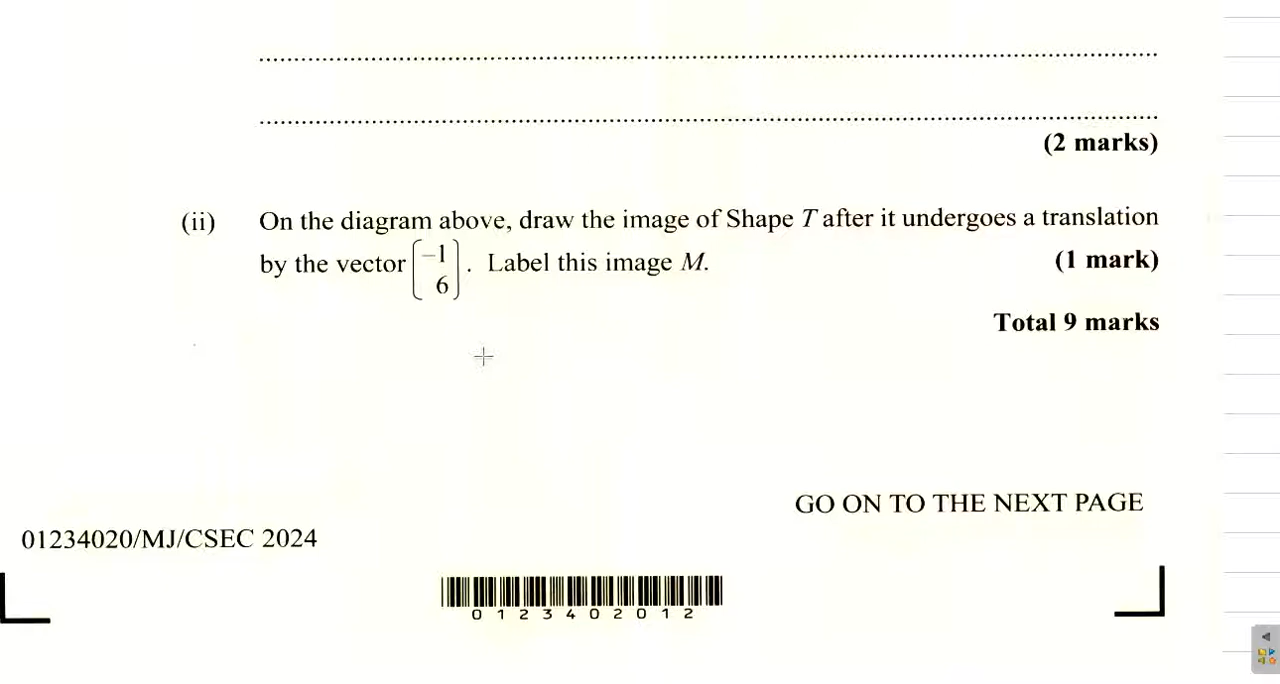 (2 marks)
(ii) On the diagram above, draw the image of Shape T after it undergoes a translation
by the vector [-1 6]. Label this image M. (1 mark)
Total 9 marks
GO ON TO THE NEXT PAGE
01234020/MJ/CSEC 2024
0 1 2 3 4 0 2 0 1 2